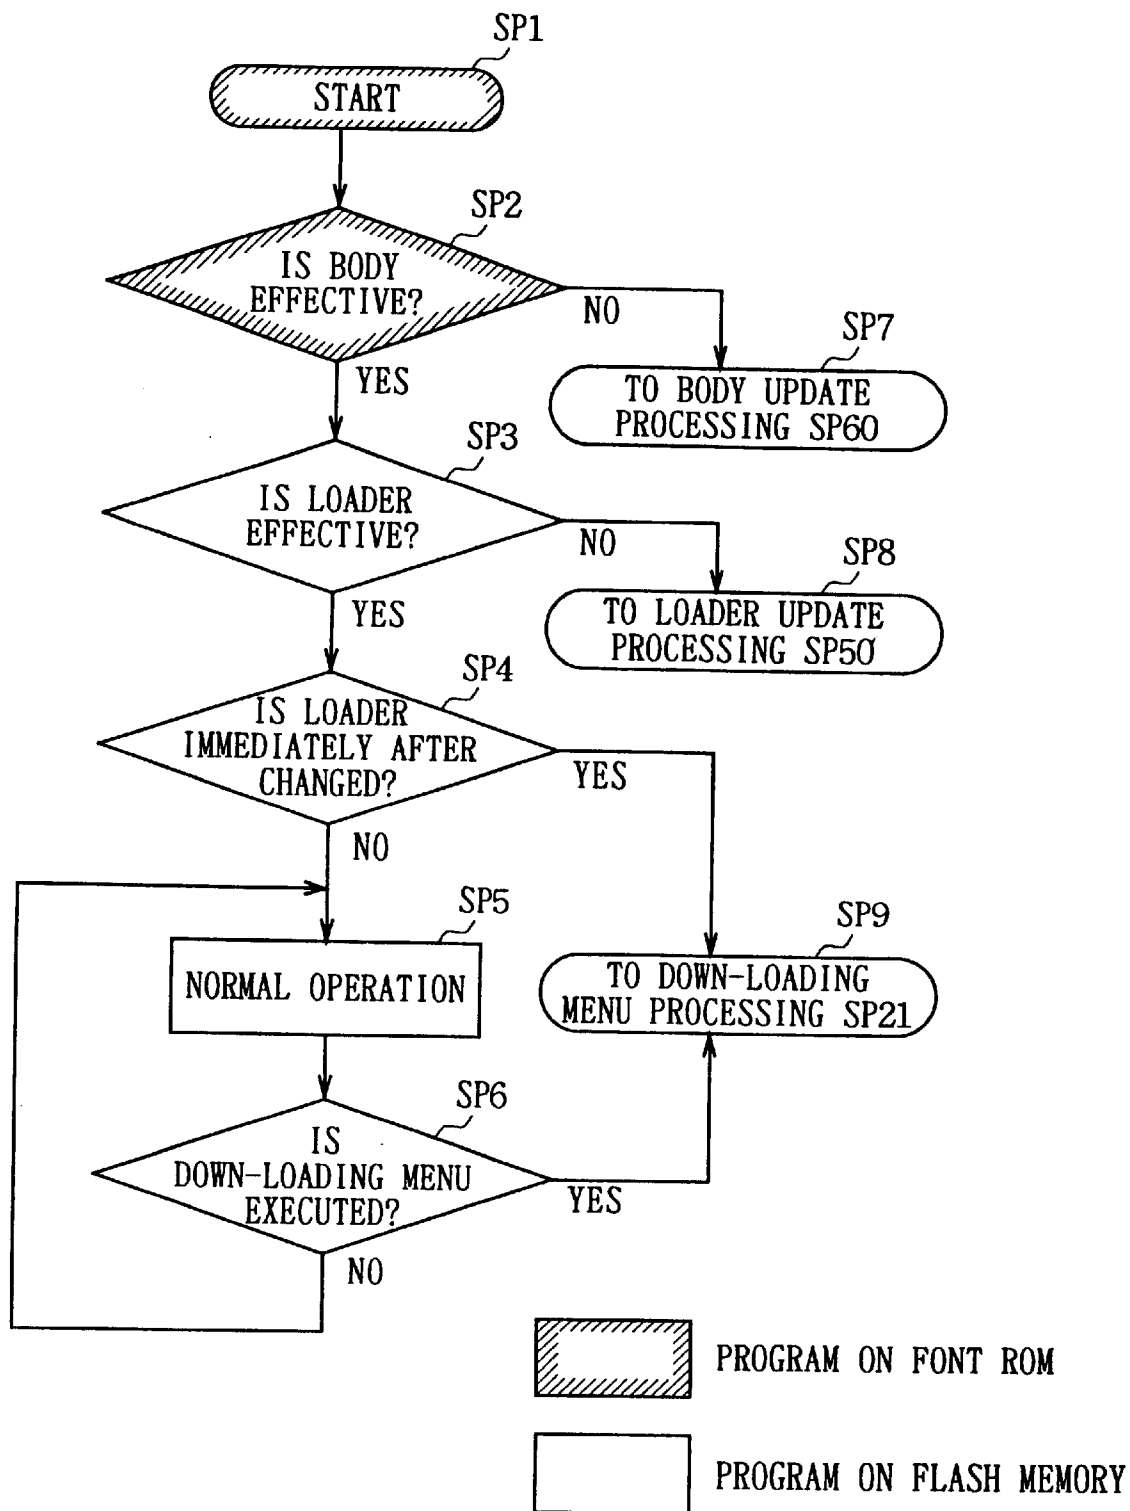 SP1
START
SP2
IS BODY
EFFECTIVE?
NO
YES
SP7
TO BODY UPDATE
PROCESSING SP60
SP3
IS LOADER
EFFECTIVE?
NO
YES
SP8
TO LOADER UPDATE
PROCESSING SP50
SP4
IS LOADER
IMMEDIATELY AFTER
CHANGED?
YES
NO
SP5
NORMAL OPERATION
SP9
TO DOWN-LOADING
MENU PROCESSING SP21
SP6
IS
DOWN-LOADING MENU
EXECUTED?
YES
NO
PROGRAM ON FONT ROM
PROGRAM ON FLASH MEMORY